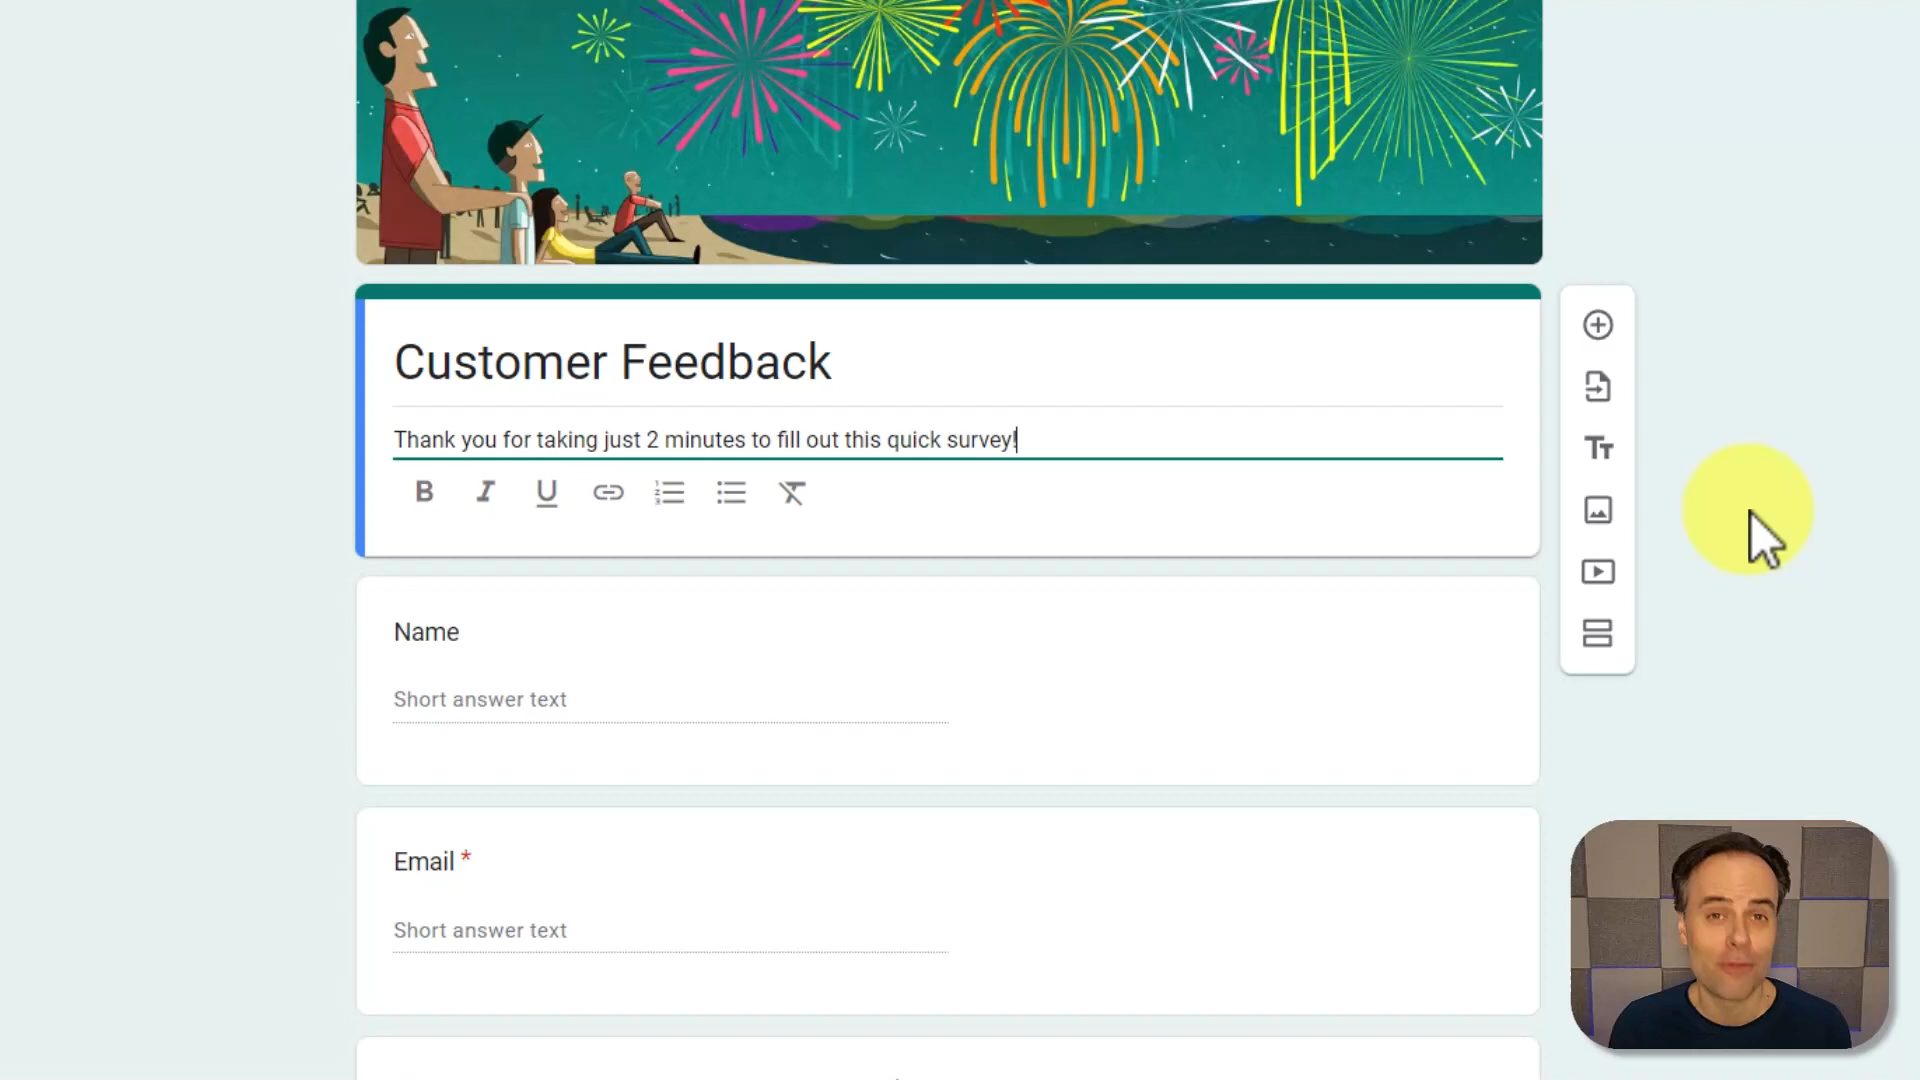 Customer Feedback
Thank you for taking just 2 minutes to fill out this quick survey!
Name
Short answer text
Email *
Short answer text